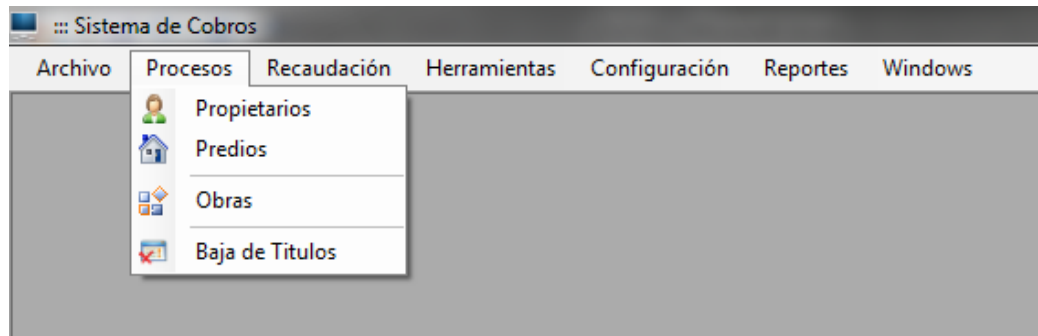 ::: Sistema de Cobros
Archivo Procesos Recaudación Herramientas Configuración Reportes Windows
Propietarios
Predios
Obras
Baja de Titulos